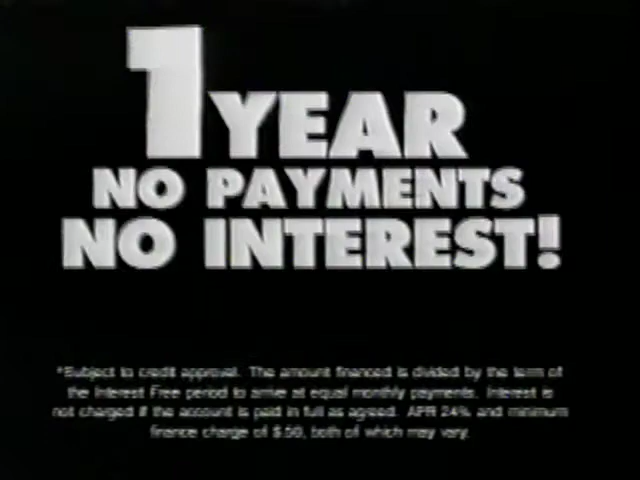 1 YEAR
NO PAYMENTS
NO INTEREST!
*Subject to credit approval. The amount financed is divided by the term of
the Interest Free period to arrive at equal monthly payments. Interest is
not charged if the account is paid in full as agreed. APR 24% and minimum
finance charge of $.50, both of which may vary.